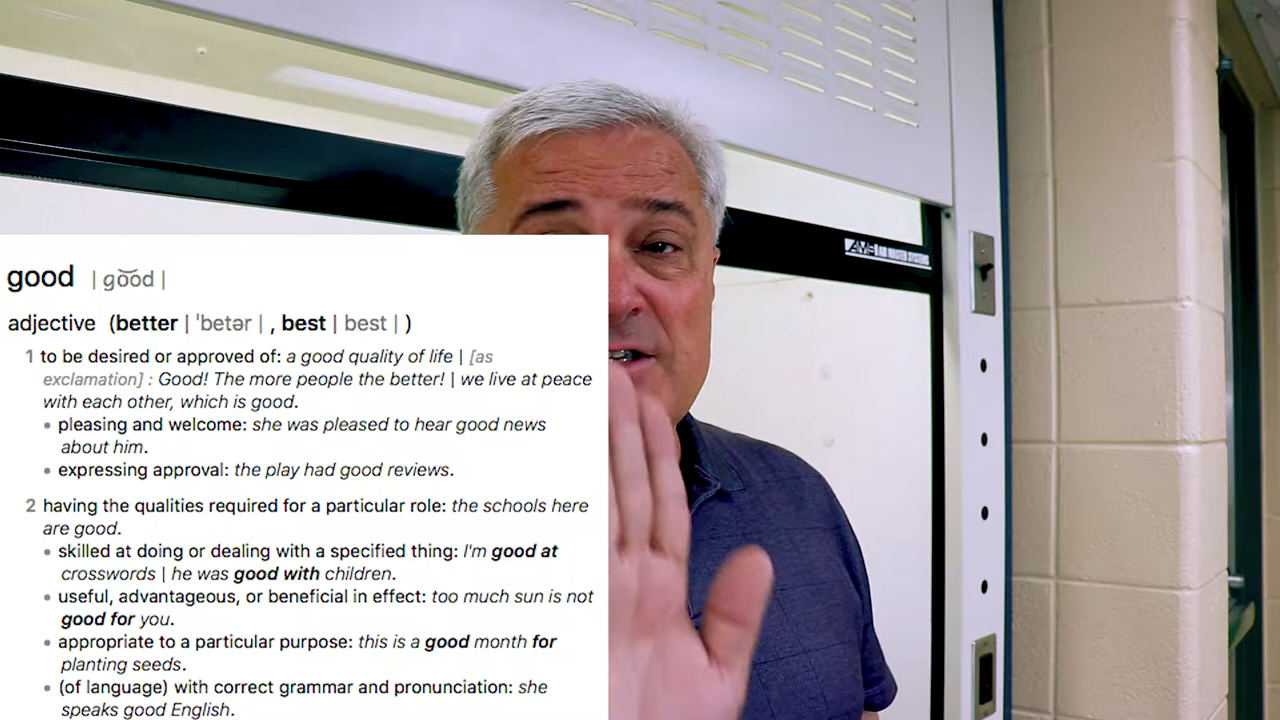 good | go͝od |
adjective (better | ˈbetər | , best | best | )
1 to be desired or approved of: a good quality of life | [as
exclamation] : Good! The more people the better! | we live at peace
with each other, which is good.
• pleasing and welcome: she was pleased to hear good news
about him.
• expressing approval: the play had good reviews.
2 having the qualities required for a particular role: the schools here
are good.
• skilled at doing or dealing with a specified thing: I'm good at
crosswords | he was good with children.
• useful, advantageous, or beneficial in effect: too much sun is not
good for you.
• appropriate to a particular purpose: this is a good month for
planting seeds.
• (of language) with correct grammar and pronunciation: she
speaks good English.
AMS AIR MASTER SYSTEMS